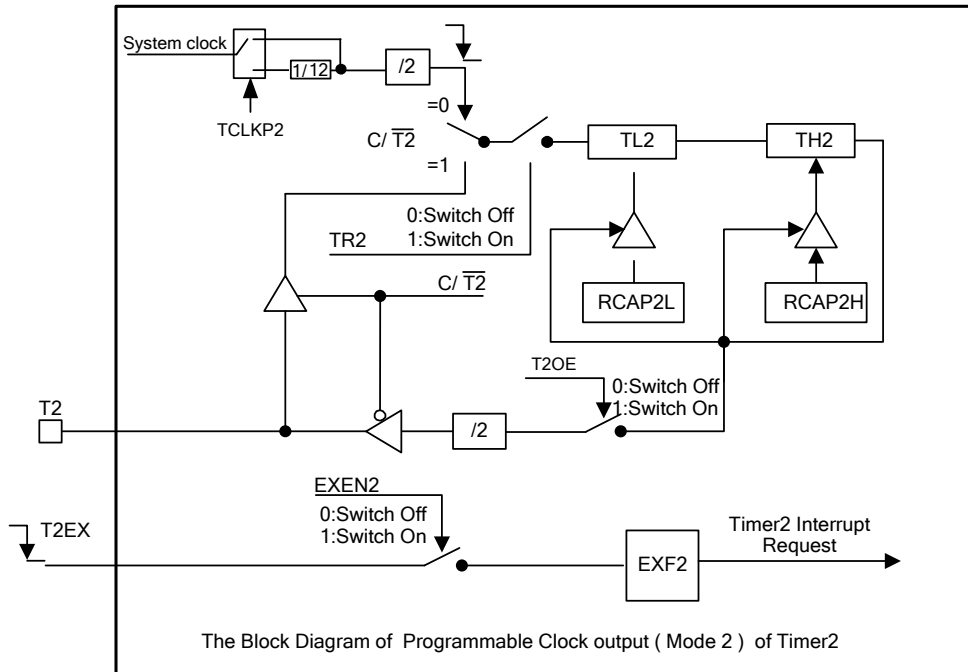 System clock
1/12
/2
TCLKP2
=0
C/ T2
=1
TL2
TH2
0:Switch Off
TR2
1:Switch On
C/ T2
RCAP2L
RCAP2H
T2OE
0:Switch Off
1:Switch On
T2
/2
EXEN2
0:Switch Off
1:Switch On
T2EX
EXF2
Timer2 Interrupt
Request
The Block Diagram of Programmable Clock output ( Mode 2 ) of Timer2